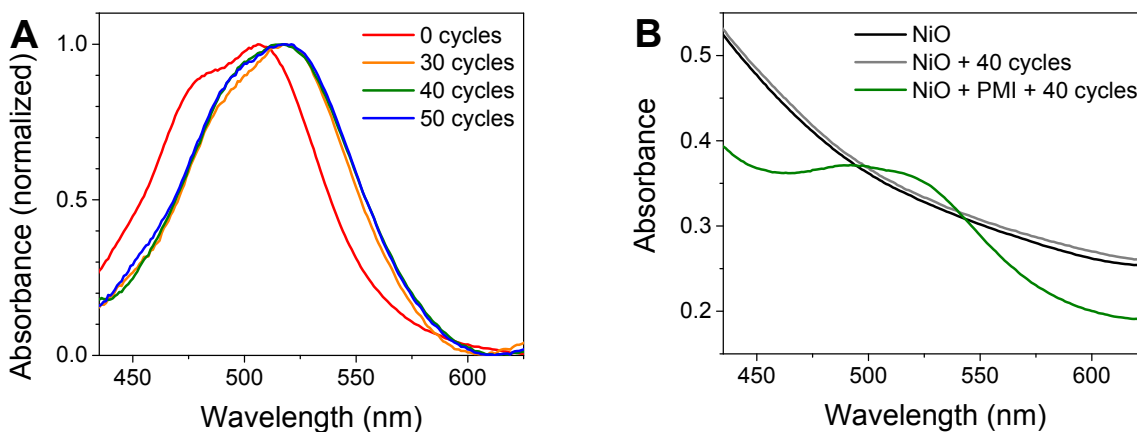 A
0 cycles
30 cycles
40 cycles
50 cycles
Absorbance (normalized)
1.0
0.5
0.0
450
500
550
600
Wavelength (nm)
B
NiO
NiO + 40 cycles
NiO + PMI + 40 cycles
Absorbance
0.5
0.4
0.3
0.2
450
500
550
600
Wavelength (nm)